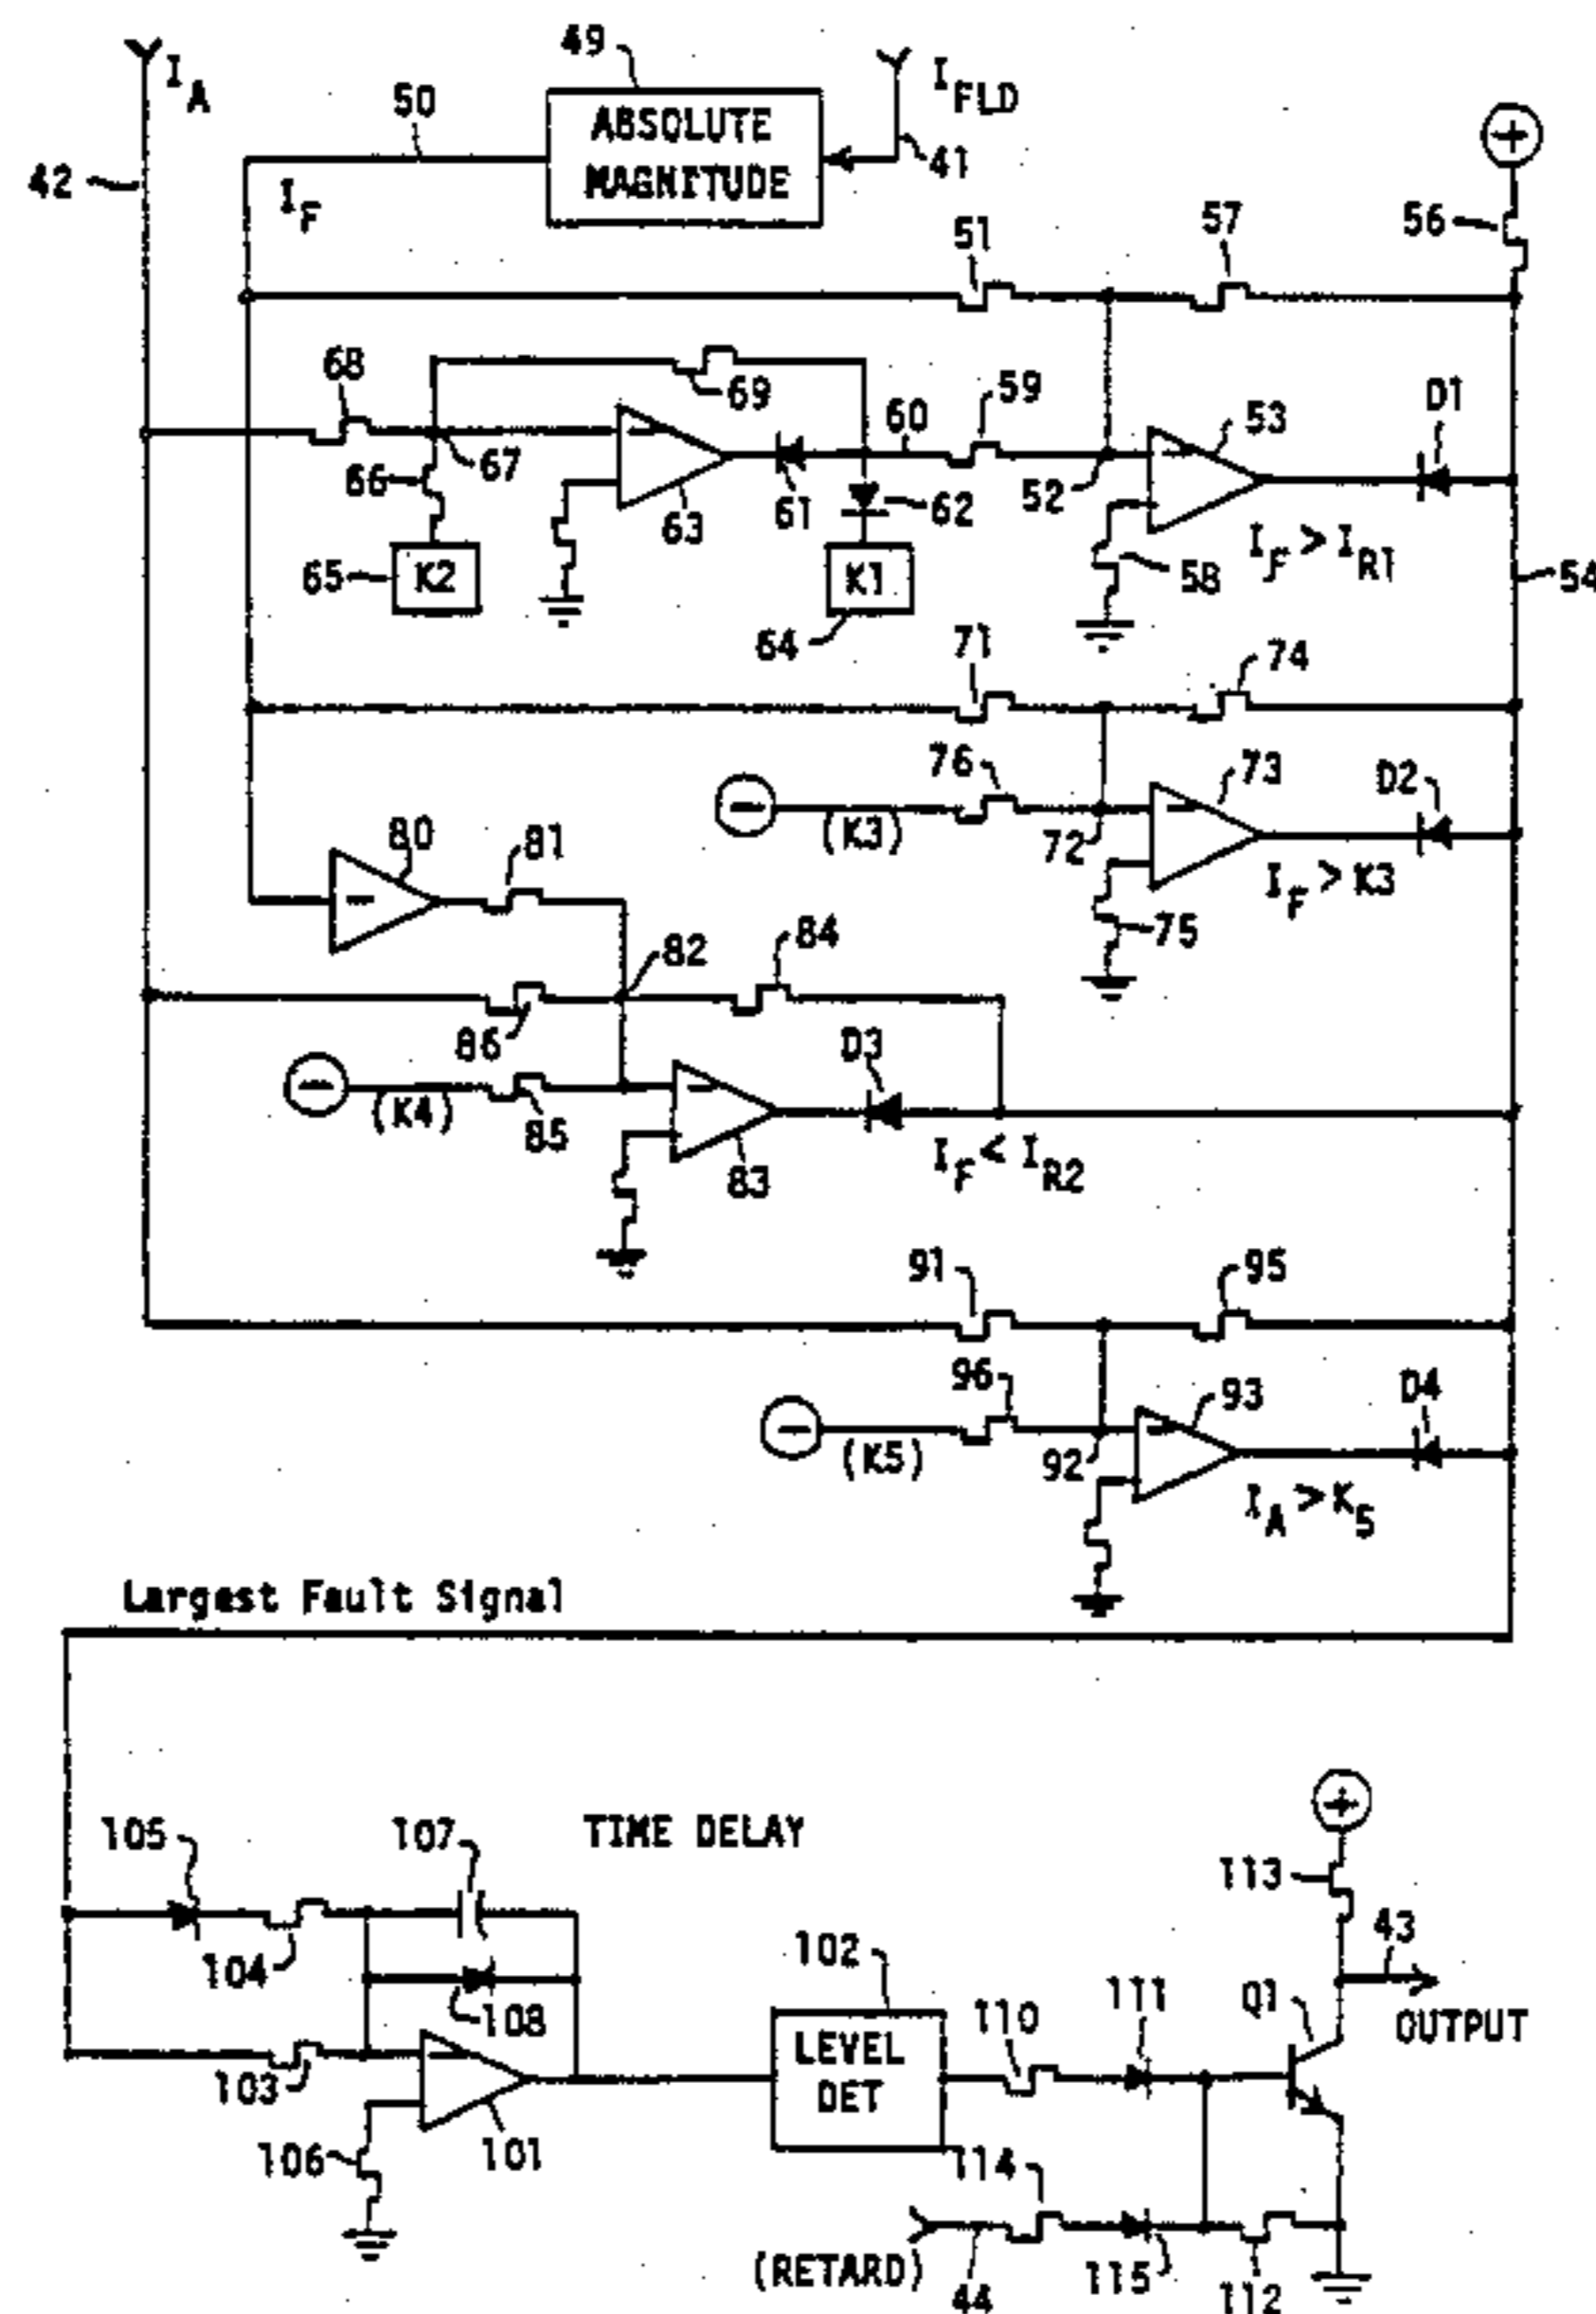 49
I_A
50
ABSOLUTE
MAGNITUDE
I_FLD
41
42
I_F
51
57
56
+
68
69
59
60
53
D1
66
67
61
62
52
63
58
I_F > I_R1
54
65
K2
K1
64
71
74
76
73
D2
−
(K3)
72
I_F > K3
75
80
81
82
84
86
D3
−
(K4)
85
83
I_F < I_R2
91
95
96
93
D4
−
(K5)
92
I_A > K_5
Largest Fault Signal
105
107
TIME DELAY
+
113
43
104
102
108
110
111
Q1
OUTPUT
LEVEL
DET
103
101
106
114
(RETARD)
44
115
112